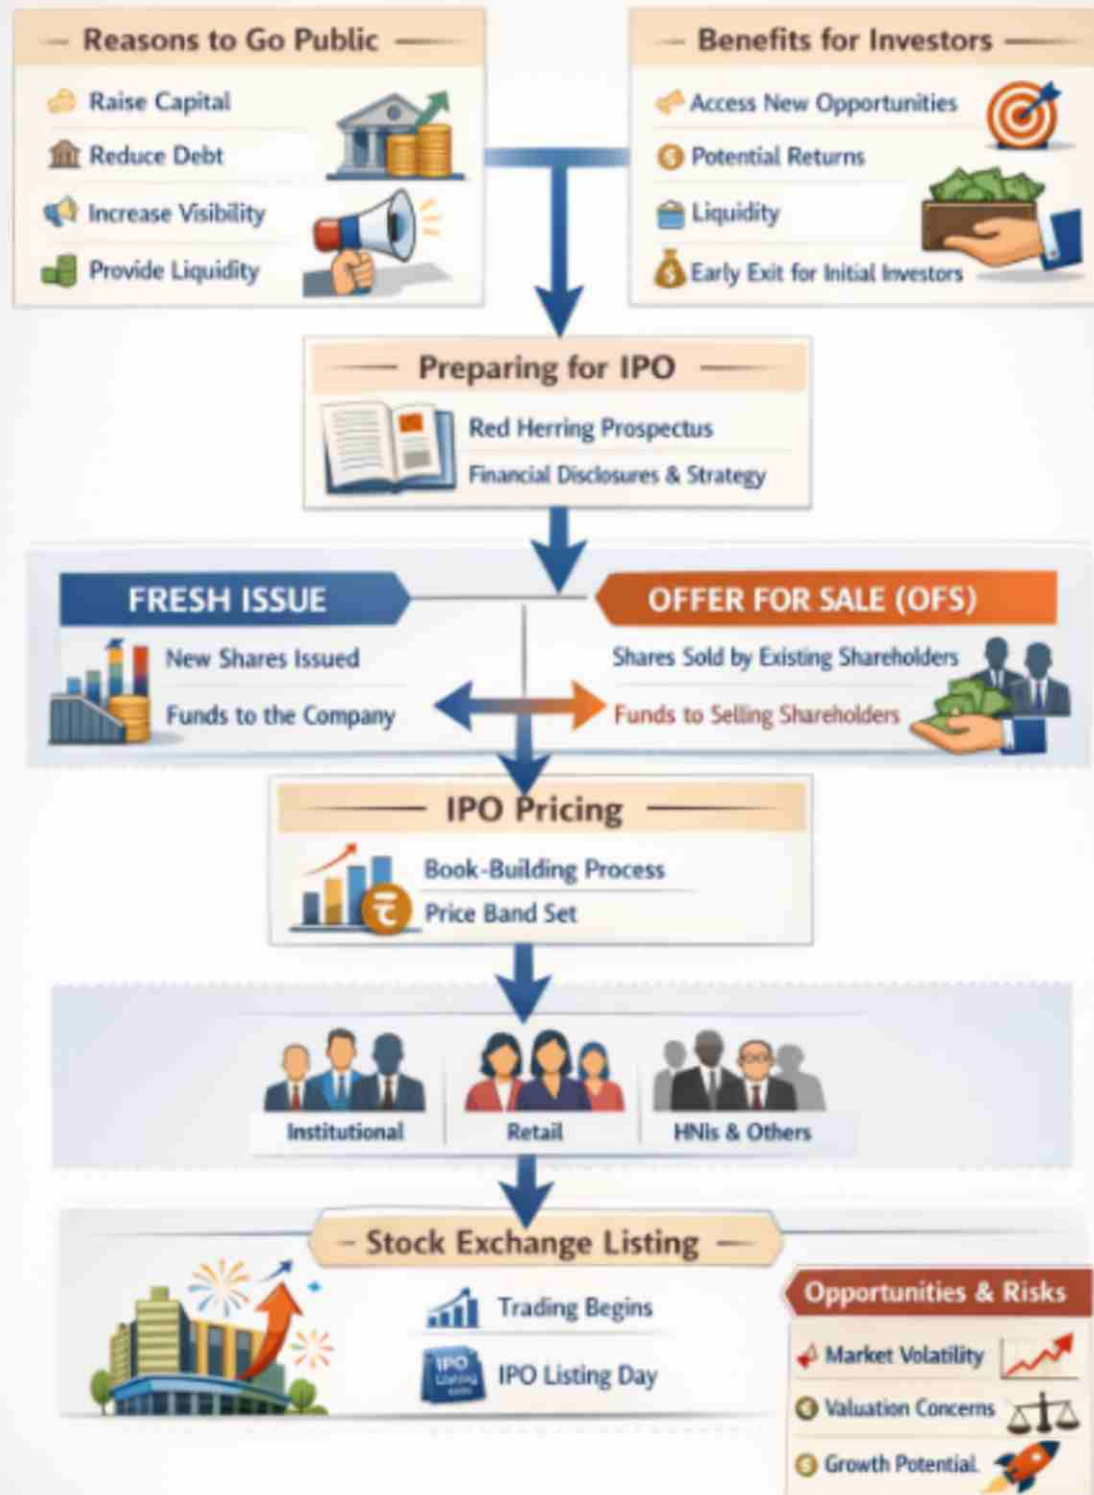 Reasons to Go Public
Raise Capital
Reduce Debt
Increase Visibility
Provide Liquidity
Benefits for Investors
Access New Opportunities
Potential Returns
Liquidity
Early Exit for Initial Investors
Preparing for IPO
Red Herring Prospectus
Financial Disclosures & Strategy
FRESH ISSUE
New Shares Issued
Funds to the Company
OFFER FOR SALE (OFS)
Shares Sold by Existing Shareholders
Funds to Selling Shareholders
IPO Pricing
Book-Building Process
Price Band Set
Institutional
Retail
HNIs & Others
Stock Exchange Listing
Trading Begins
IPO
Listing
IPO Listing Day
Opportunities & Risks
Market Volatility
Valuation Concerns
Growth Potential